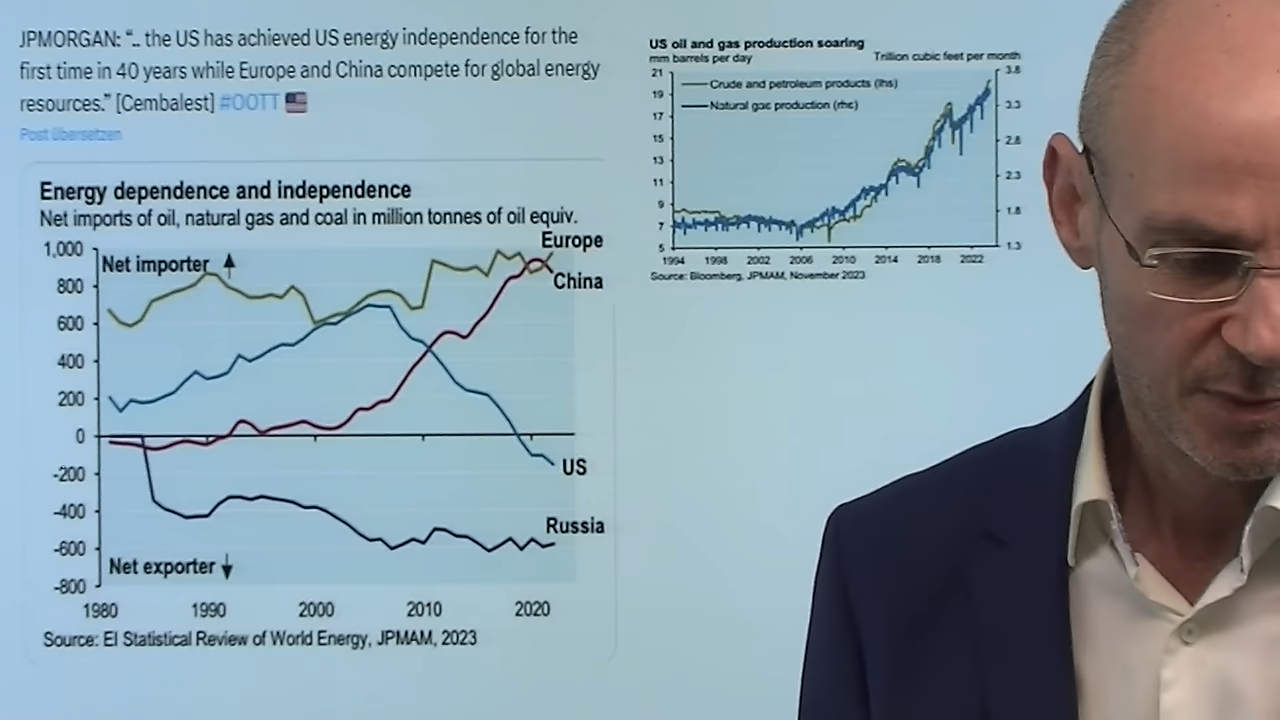 JPMORGAN: “.. the US has achieved US energy independence for the
first time in 40 years while Europe and China compete for global energy
resources.” [Cembalest] #OOTT 🇺🇸
Post übersetzen
Energy dependence and independence
Net imports of oil, natural gas and coal in million tonnes of oil equiv.
1,000
800
600
400
200
0
-200
-400
-600
-800
Net importer
Europe
China
US
Russia
Net exporter
1980 1990 2000 2010 2020
Source: EI Statistical Review of World Energy, JPMAM, 2023
US oil and gas production soaring
mm barrels per day Trillion cubic feet per month
21
19
17
15
13
11
9
7
5
Crude and petroleum products (lhs)
Natural gas production (rhs)
3.8
3.3
2.8
2.3
1.8
1.3
1994 1998 2002 2006 2010 2014 2018 2022
Source: Bloomberg, JPMAM, November 2023